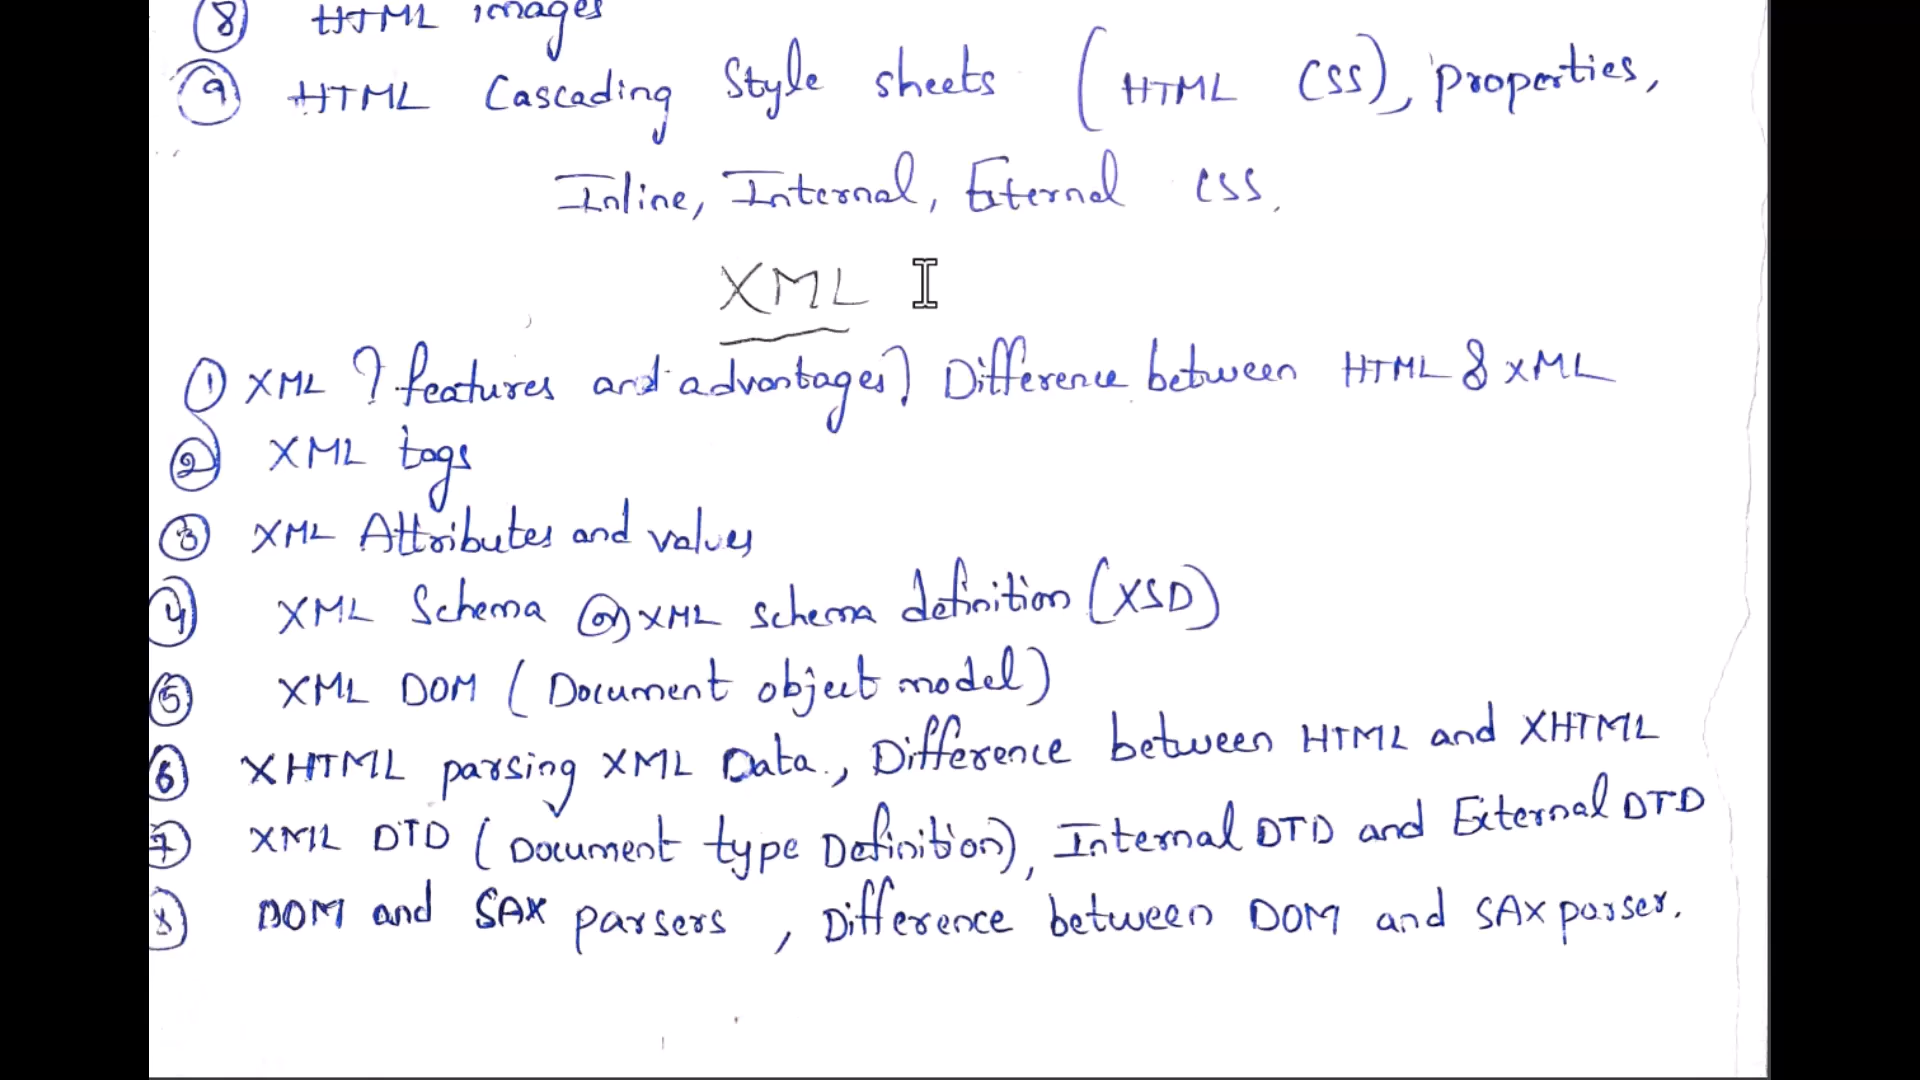 8 HTML images
9 HTML Cascading Style sheets (HTML CSS), properties,
Inline, Internal, External CSS.
XML
1 XML ? features and advantages? Difference between HTML & XML
2 XML tags
3 XML Attributes and values
4 XML Schema (or) XML schema definition (XSD)
5 XML DOM (Document object model)
6 XHTML parsing XML Data., Difference between HTML and XHTML
7 XML DTD (Document type Definition), Internal DTD and External DTD
8 DOM and SAX parsers, Difference between DOM and SAX parser.